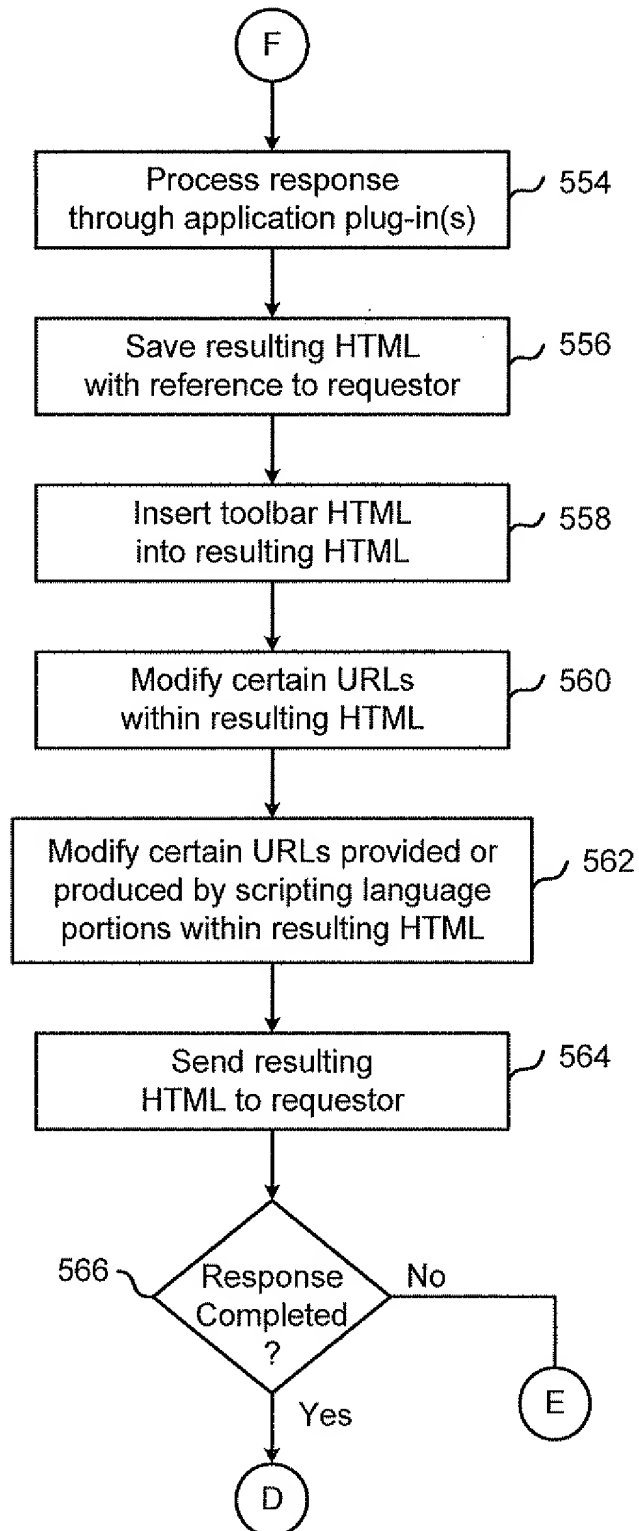 F
Process response
through application plug-in(s)
554
Save resulting HTML
with reference to requestor
556
Insert toolbar HTML
into resulting HTML
558
Modify certain URLs
within resulting HTML
560
Modify certain URLs provided or
produced by scripting language
portions within resulting HTML
562
Send resulting
HTML to requestor
564
566
Response
Completed
?
No
E
Yes
D